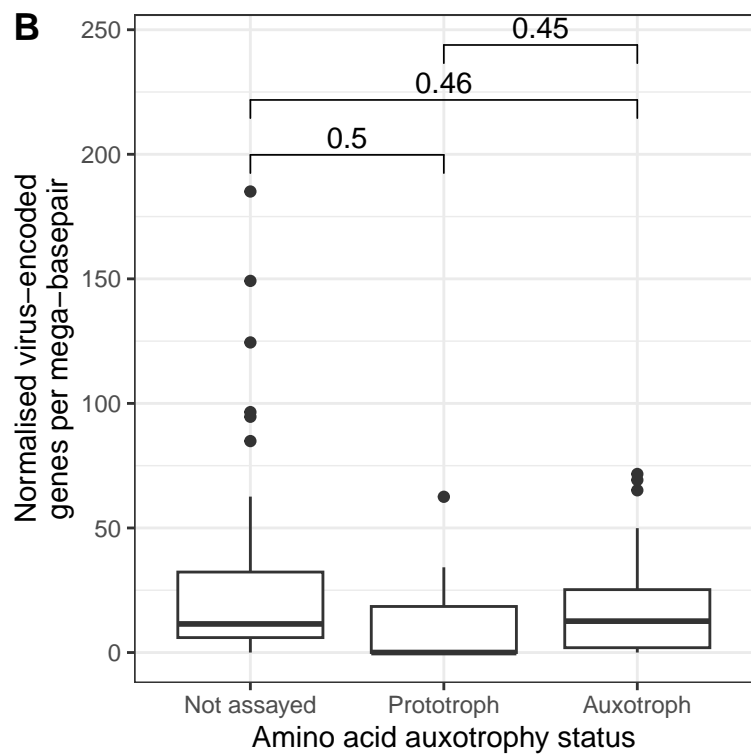 B
250
200
150
100
50
0
0.45
0.46
0.5
Normalised virus−encoded
genes per mega−basepair
Not assayed
Prototroph
Auxotroph
Amino acid auxotrophy status